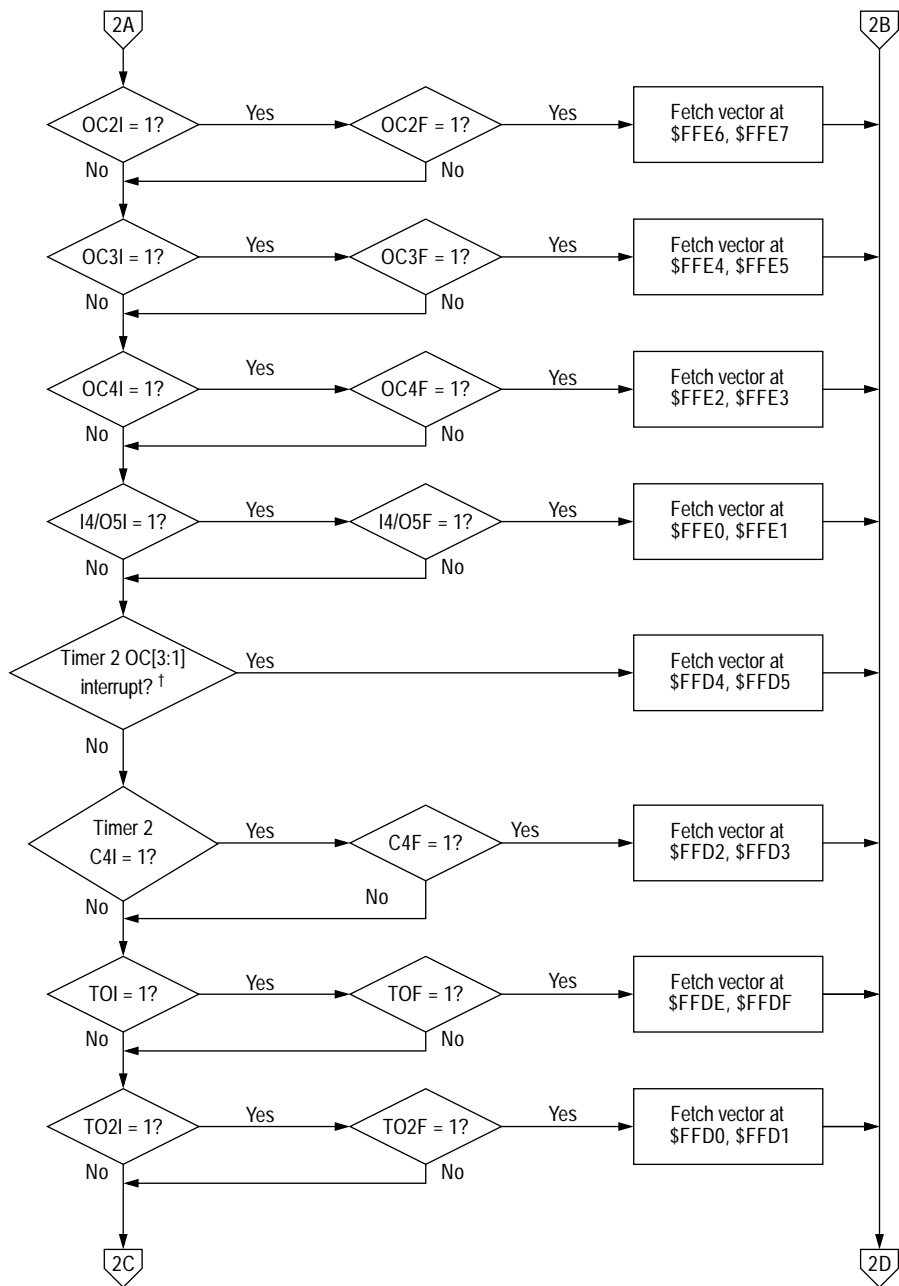 2A
2B
OC2I = 1?
Yes
OC2F = 1?
Yes
Fetch vector at
$FFE6, $FFE7
No
No
OC3I = 1?
Yes
OC3F = 1?
Yes
Fetch vector at
$FFE4, $FFE5
No
No
OC4I = 1?
Yes
OC4F = 1?
Yes
Fetch vector at
$FFE2, $FFE3
No
No
I4/O5I = 1?
Yes
I4/O5F = 1?
Yes
Fetch vector at
$FFE0, $FFE1
No
No
Timer 2 OC[3:1]
interrupt? †
Yes
Fetch vector at
$FFD4, $FFD5
No
Timer 2
C4I = 1?
Yes
C4F = 1?
Yes
Fetch vector at
$FFD2, $FFD3
No
No
TOI = 1?
Yes
TOF = 1?
Yes
Fetch vector at
$FFDE, $FFDF
No
No
TO2I = 1?
Yes
TO2F = 1?
Yes
Fetch vector at
$FFD0, $FFD1
No
No
2C
2D